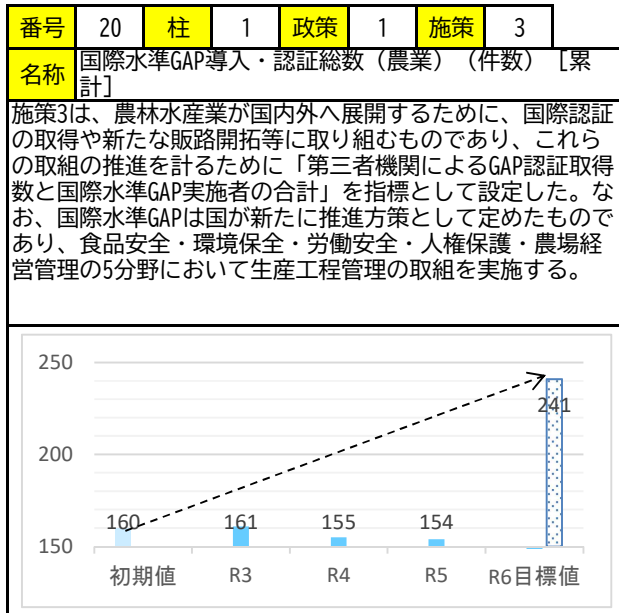 番号 20 柱 1 政策 1 施策 3
名称 国際水準GAP導入・認証総数（農業）（件数）［累
計］
施策3は、農林水産業が国内外へ展開するために、国際認証
の取得や新たな販路開拓等に取り組むものであり、これら
の取組の推進を計るために「第三者機関によるGAP認証取得
数と国際水準GAP実施者の合計」を指標として設定した。な
お、国際水準GAPは国が新たに推進方策として定めたもので
あり、食品安全・環境保全・労働安全・人権保護・農場経
営管理の5分野において生産工程管理の取組を実施する。
250
241
200
160 161 155 154
150
初期値 R3 R4 R5 R6目標値